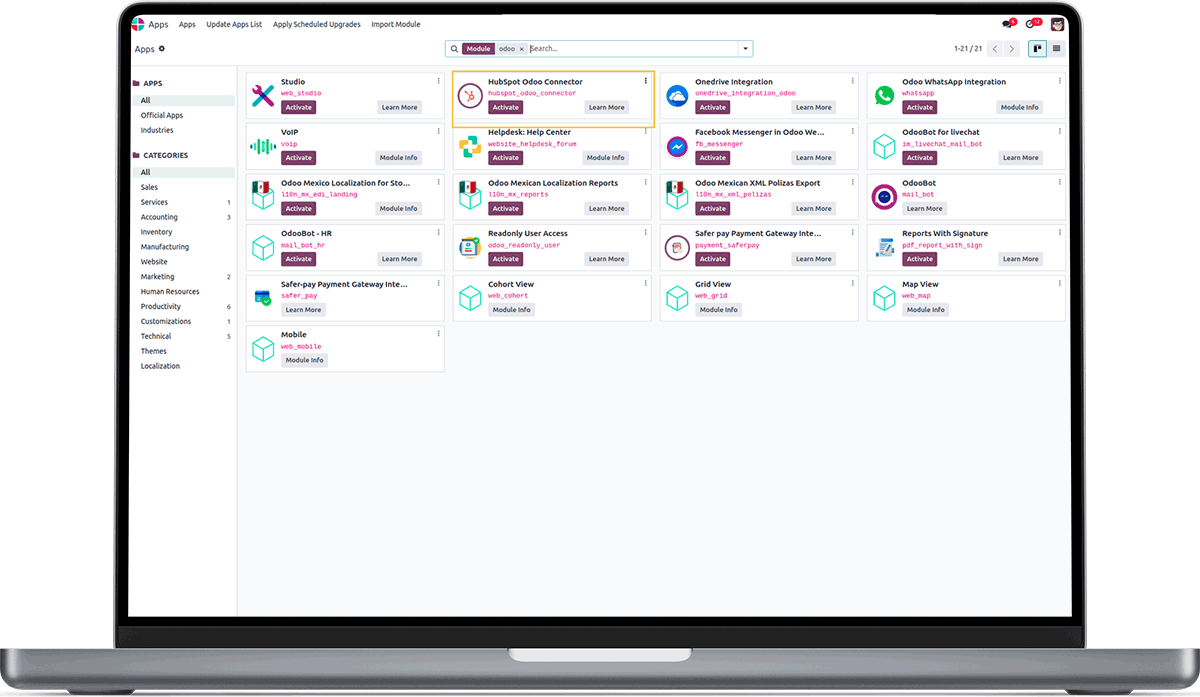 Apps Apps Update Apps List Apply Scheduled Upgrades Import Module 5 12
Apps Module odoo × Search... 1-21 / 21
APPS
All
Official Apps
Industries
CATEGORIES
All
Sales
Services 1
Accounting 3
Inventory
Manufacturing
Website
Marketing 2
Human Resources
Productivity 6
Customizations 1
Technical 5
Themes
Localization
Studio
web_studio
Activate Learn More
HubSpot Odoo Connector
hubspot_odoo_connector
Activate Learn More
Onedrive Integration
onedrive_integration_odoo
Activate Learn More
Odoo WhatsApp Integration
whatsapp
Activate Module Info
VoIP
voip
Activate Module Info
Helpdesk: Help Center
website_helpdesk_forum
Activate Module Info
Facebook Messenger in Odoo We...
fb_messenger
Activate Learn More
OdooBot for livechat
im_livechat_mail_bot
Activate Learn More
Odoo Mexico Localization for Sto...
l10n_mx_edi_landing
Activate Module Info
Odoo Mexican Localization Reports
l10n_mx_reports
Activate Learn More
Odoo Mexican XML Polizas Export
l10n_mx_xml_polizas
Activate Learn More
OdooBot
mail_bot
Learn More
OdooBot - HR
mail_bot_hr
Activate Learn More
Readonly User Access
odoo_readonly_user
Activate Learn More
Safer pay Payment Gateway Inte...
payment_saferpay
Activate Learn More
Reports With Signature
pdf_report_with_sign
Activate Learn More
Safer-pay Payment Gateway Inte...
safer_pay
Learn More
Cohort View
web_cohort
Module Info
Grid View
web_grid
Module Info
Map View
web_map
Module Info
Mobile
web_mobile
Module Info